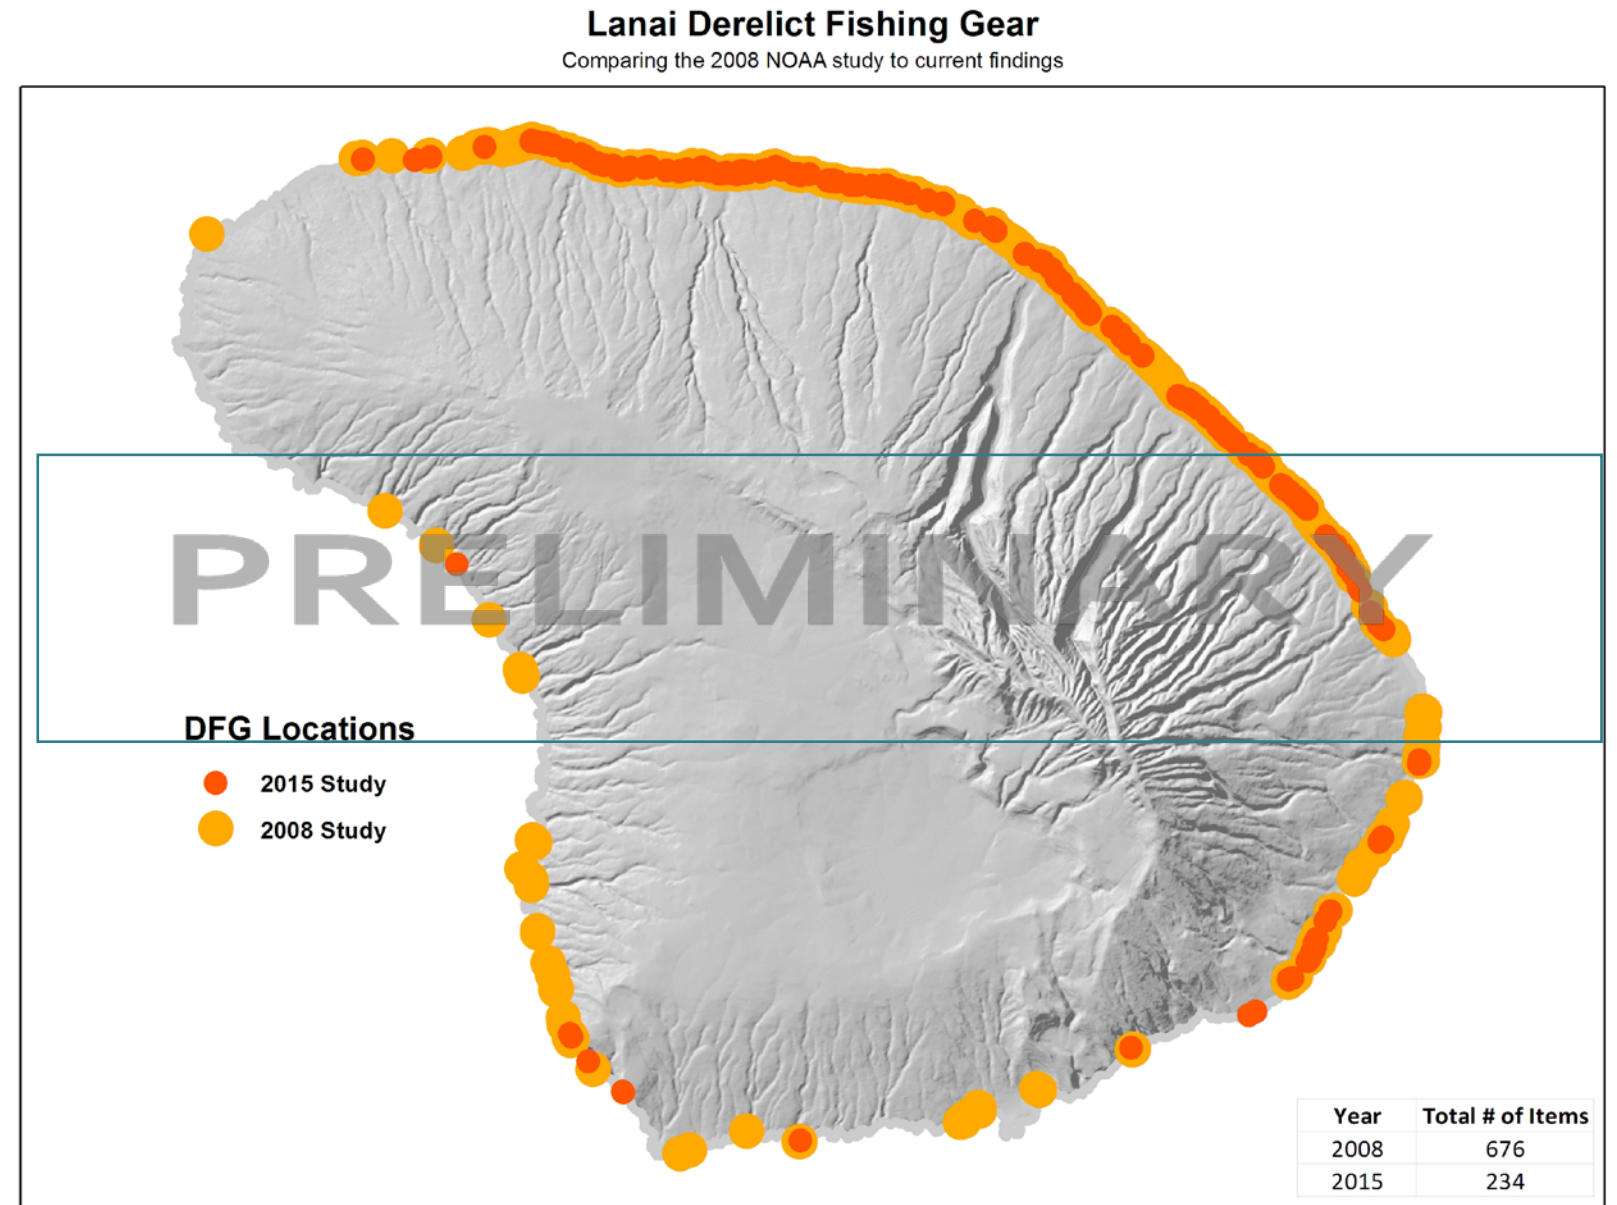 Lanai Derelict Fishing Gear
Comparing the 2008 NOAA study to current findings
PRELIMINARY
DFG Locations
2015 Study
2008 Study
Year Total # of Items
2008 676
2015 234